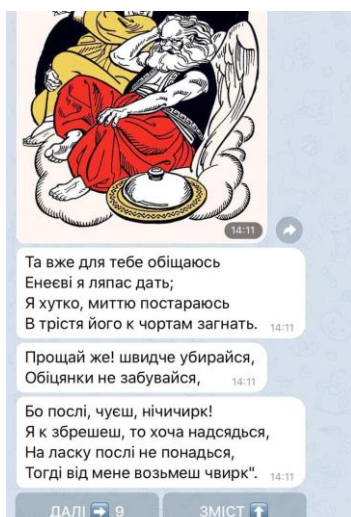 14:11
Та вже для тебе обіщаюсь
Енеєві я ляпас дать;
Я хутко, миттю постараюсь
В трістя його к чортам загнать. 14:11
Прощай же! швидче убирайся,
Обіцянки не забувайся, 14:11
Бо послі, чуєш, нічичирк!
Я к збрешеш, то хоча надсядься,
На ласку послі не понадься,
Тогді від мене возьмеш чвирк". 14:11
ДАЛІ ➡ 9
ЗМІСТ ⬆